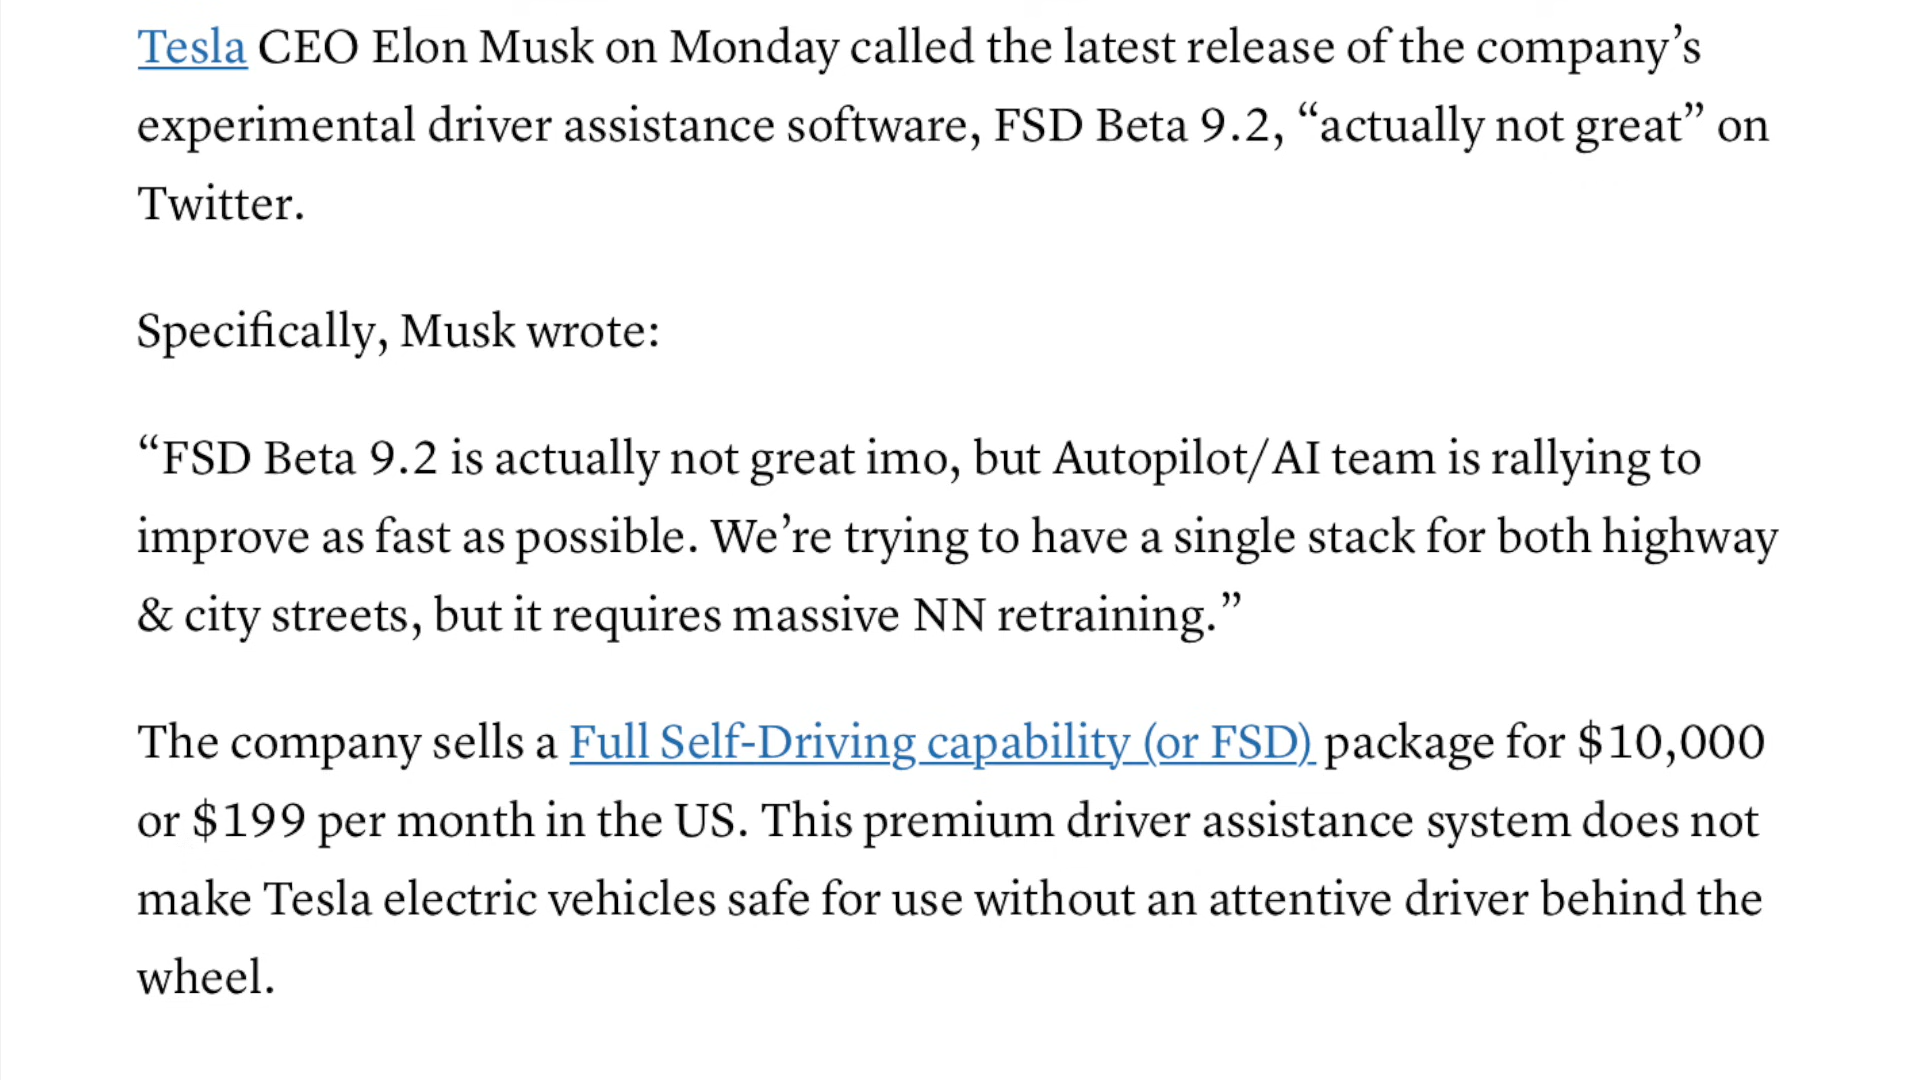 Tesla CEO Elon Musk on Monday called the latest release of the company’s
experimental driver assistance software, FSD Beta 9.2, “actually not great” on
Twitter.
Specifically, Musk wrote:
“FSD Beta 9.2 is actually not great imo, but Autopilot/AI team is rallying to
improve as fast as possible. We’re trying to have a single stack for both highway
& city streets, but it requires massive NN retraining.”
The company sells a Full Self-Driving capability (or FSD) package for $10,000
or $199 per month in the US. This premium driver assistance system does not
make Tesla electric vehicles safe for use without an attentive driver behind the
wheel.